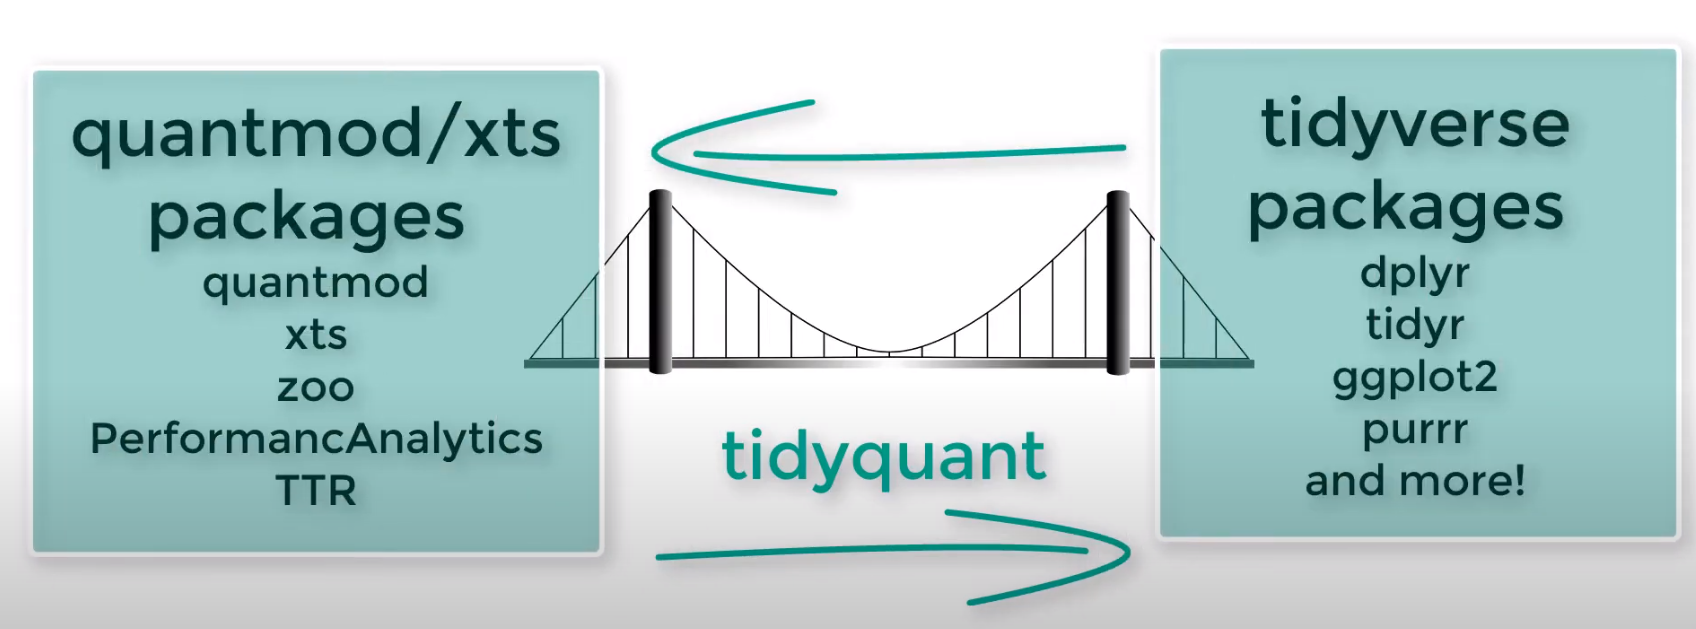 quantmod/xts
packages
quantmod
xts
zoo
PerformancAnalytics
TTR
tidyquant
tidyverse
packages
dplyr
tidyr
ggplot2
purrr
and more!